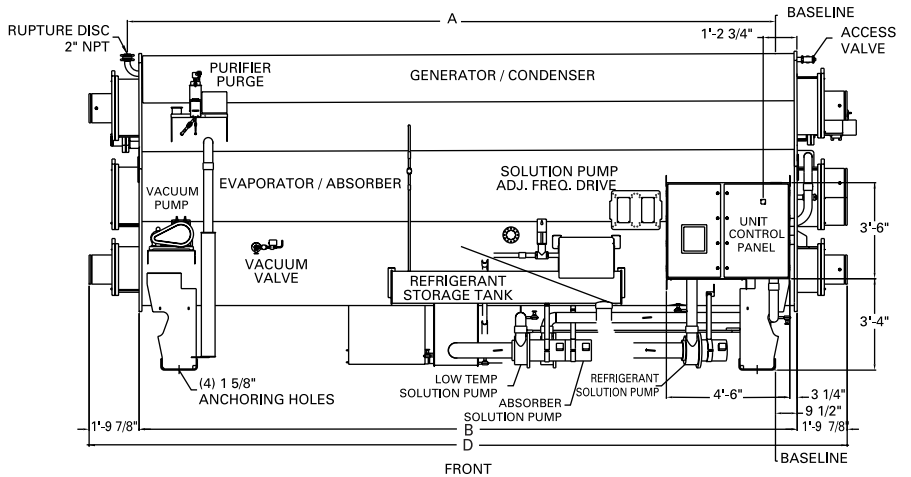 A
BASELINE
RUPTURE DISC
2" NPT
1'-2 3/4"
ACCESS
VALVE
PURIFIER
PURGE
GENERATOR / CONDENSER
SOLUTION PUMP
ADJ. FREQ. DRIVE
EVAPORATOR / ABSORBER
VACUUM
PUMP
UNIT
CONTROL
PANEL
3'-6"
VACUUM
VALVE
REFRIGERANT
STORAGE TANK
3'-4"
(4) 1 5/8"
ANCHORING HOLES
LOW TEMP
SOLUTION PUMP
ABSORBER
SOLUTION PUMP
REFRIGERANT
SOLUTION PUMP
4'-6"
3 1/4"
9 1/2"
1'-9 7/8"
B
1'-9 7/8"
D
BASELINE
FRONT